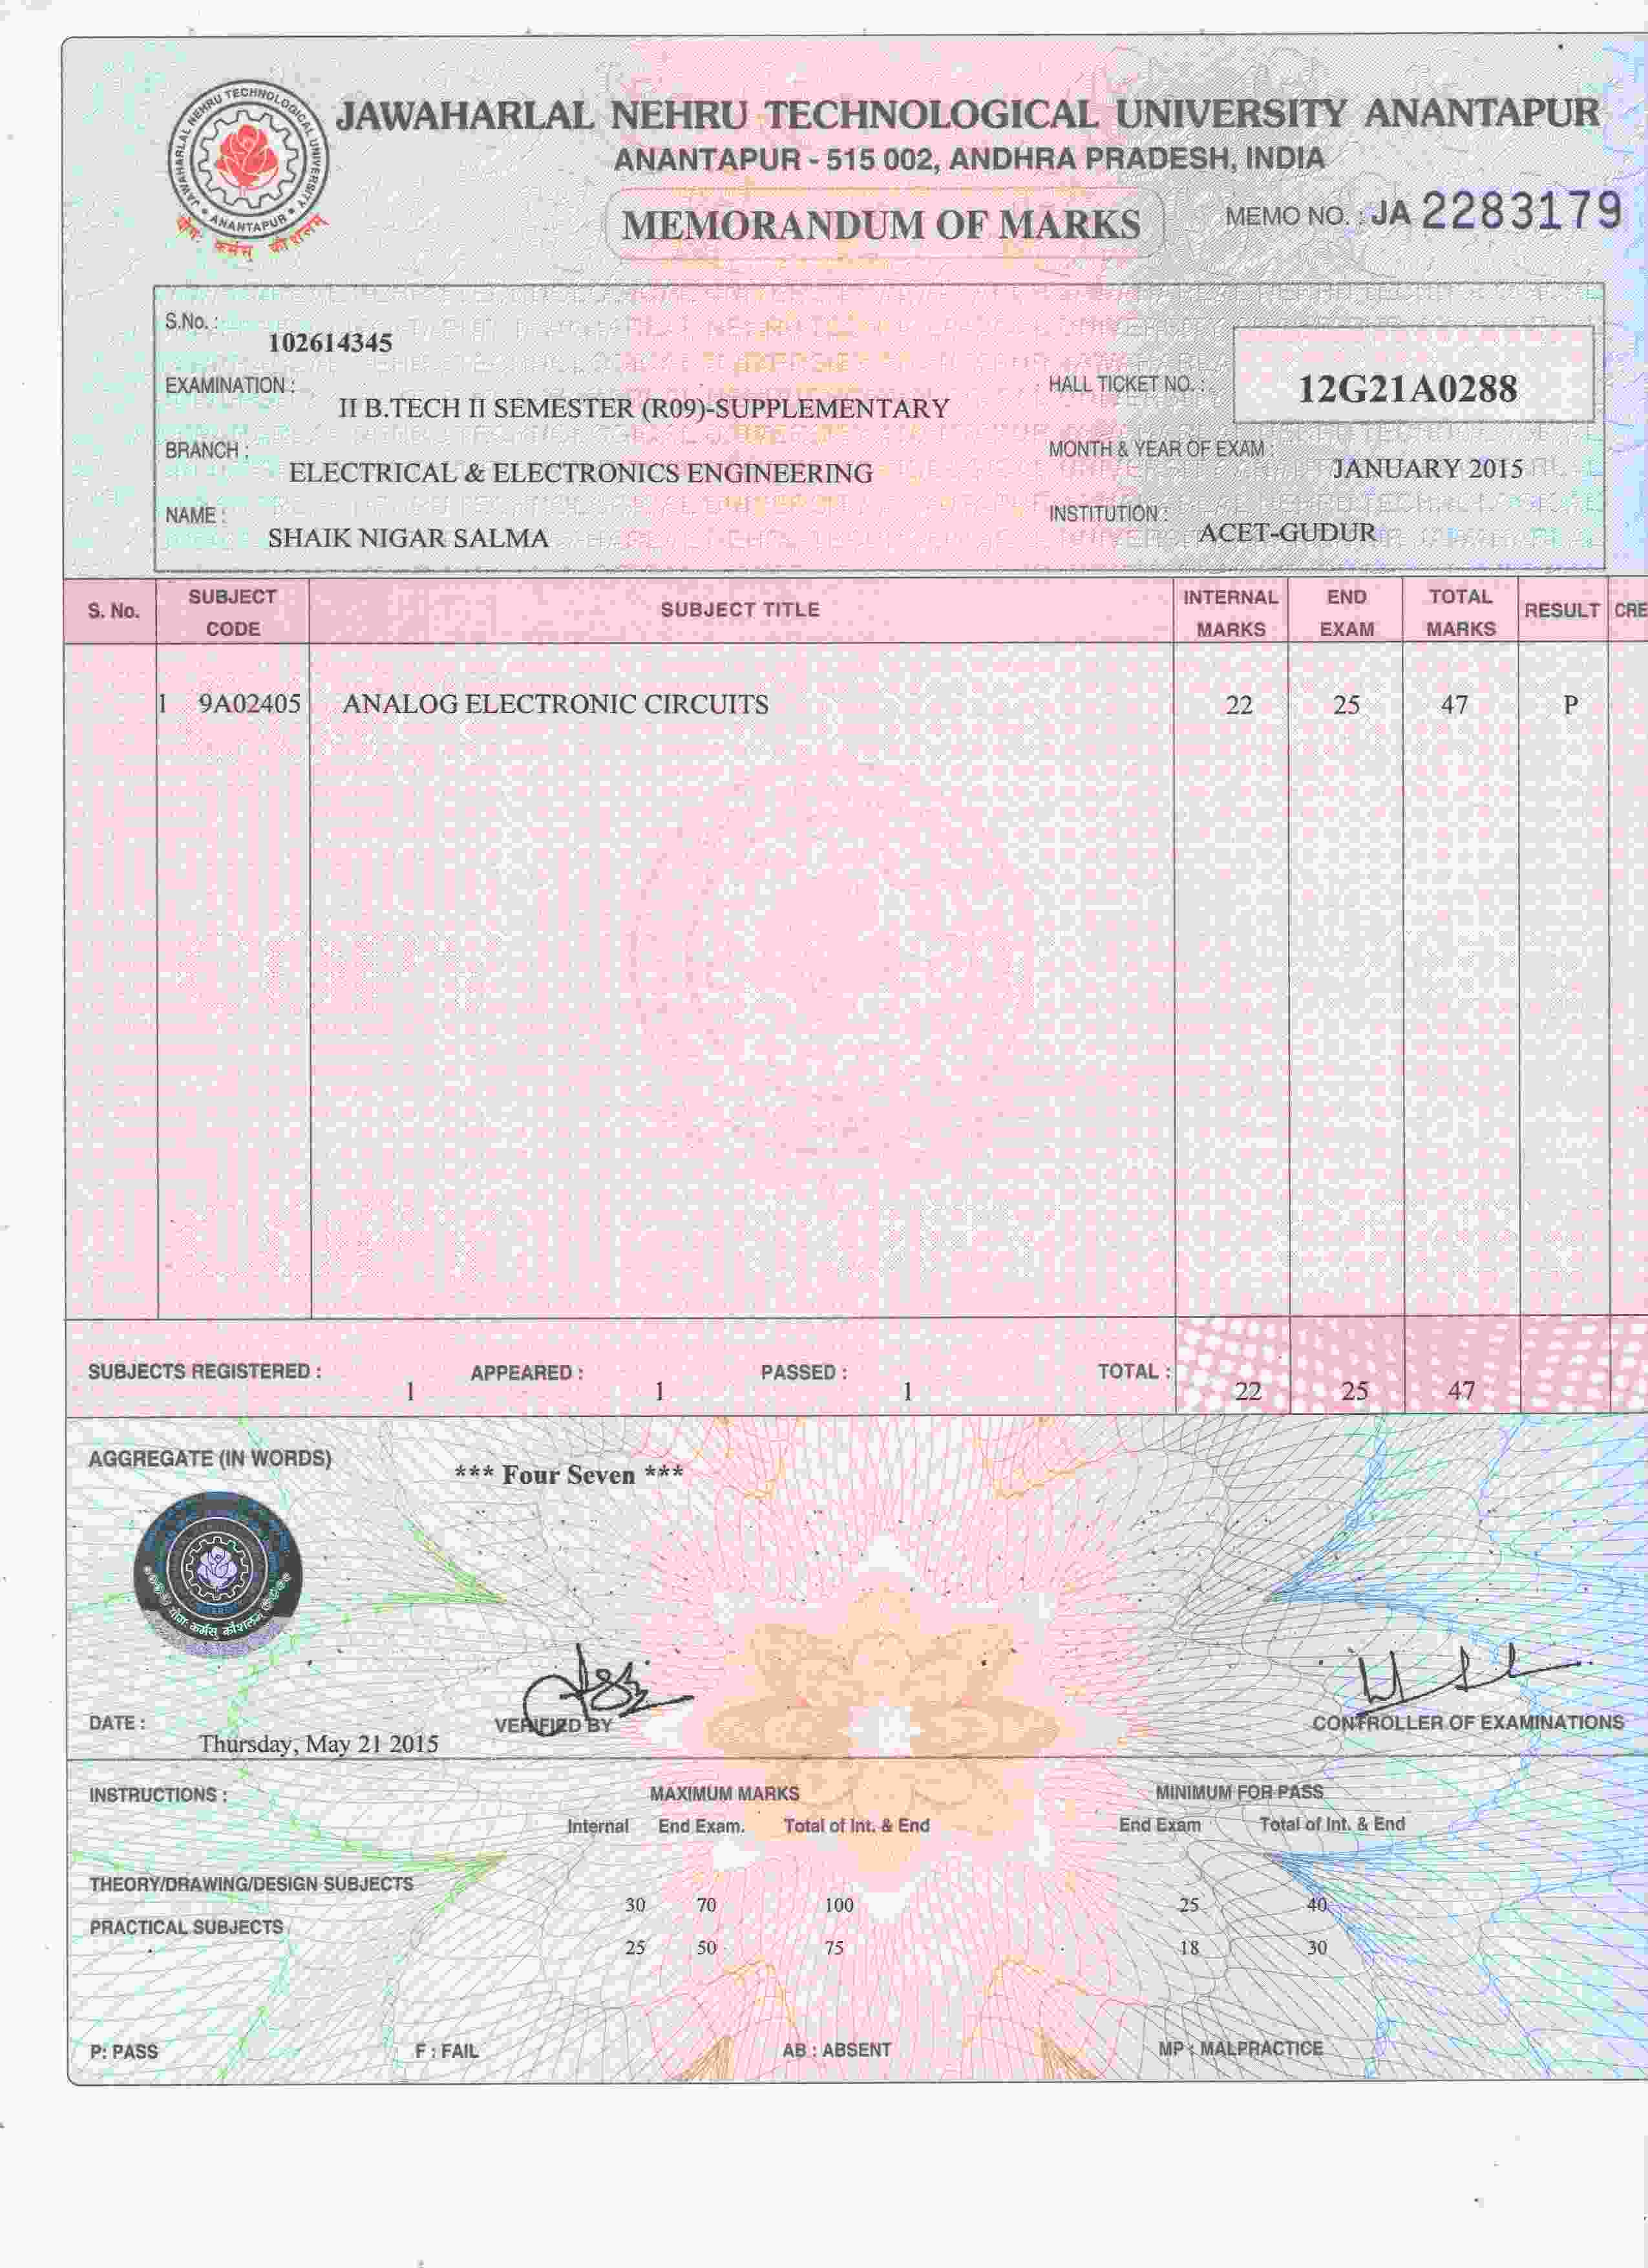 JAWAHARLAL NEHRU TECHNOLOGICAL UNIVERSITY
• ANANTAPUR •
योगः कर्मसु कौशलम्
JAWAHARLAL NEHRU TECHNOLOGICAL UNIVERSITY ANANTAPUR
ANANTAPUR - 515 002, ANDHRA PRADESH, INDIA
MEMORANDUM OF MARKS
MEMO NO. : JA 2283179
S.No. : 102614345
EXAMINATION : II B.TECH II SEMESTER (R09)-SUPPLEMENTARY
HALL TICKET NO. : 12G21A0288
BRANCH : ELECTRICAL & ELECTRONICS ENGINEERING
MONTH & YEAR OF EXAM : JANUARY 2015
NAME : SHAIK NIGAR SALMA
INSTITUTION : ACET-GUDUR
S. No. SUBJECT CODE SUBJECT TITLE INTERNAL MARKS END EXAM TOTAL MARKS RESULT CRE
1 9A02405 ANALOG ELECTRONIC CIRCUITS 22 25 47 P
SUBJECTS REGISTERED : 1 APPEARED : 1 PASSED : 1 TOTAL : 22 25 47
AGGREGATE (IN WORDS) *** Four Seven ***
योगः कर्मसु कौशलम्
DATE : Thursday, May 21 2015
VERIFIED BY
CONTROLLER OF EXAMINATIONS
INSTRUCTIONS : MAXIMUM MARKS MINIMUM FOR PASS
Internal End Exam. Total of Int. & End End Exam Total of Int. & End
THEORY/DRAWING/DESIGN SUBJECTS 30 70 100 25 40
PRACTICAL SUBJECTS 25 50 75 18 30
P: PASS F : FAIL AB : ABSENT MP : MALPRACTICE